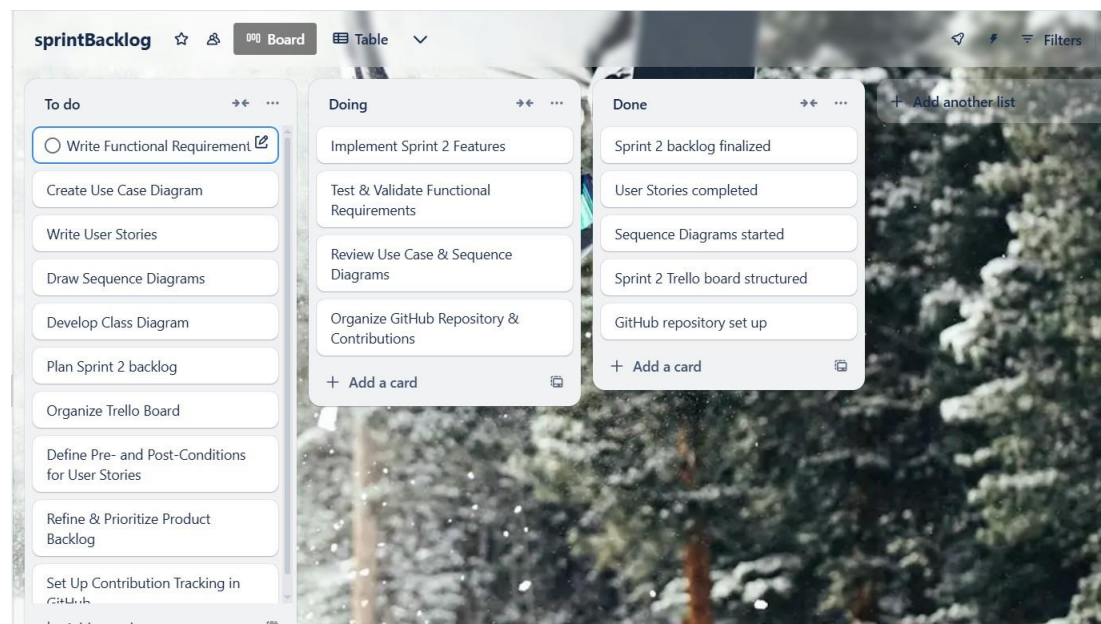 sprintBacklog
Board
Table
Filters
To do
Write Functional Requirement
Create Use Case Diagram
Write User Stories
Draw Sequence Diagrams
Develop Class Diagram
Plan Sprint 2 backlog
Organize Trello Board
Define Pre- and Post-Conditions
for User Stories
Refine & Prioritize Product
Backlog
Set Up Contribution Tracking in
GitHub
Doing
Implement Sprint 2 Features
Test & Validate Functional
Requirements
Review Use Case & Sequence
Diagrams
Organize GitHub Repository &
Contributions
+ Add a card
Done
Sprint 2 backlog finalized
User Stories completed
Sequence Diagrams started
Sprint 2 Trello board structured
GitHub repository set up
+ Add a card
+ Add another list